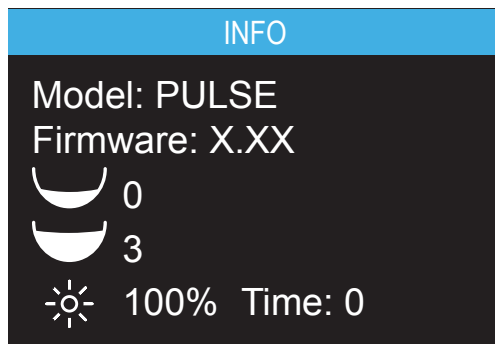 INFO
Model: PULSE
Firmware: X.XX
0
3
100% Time: 0